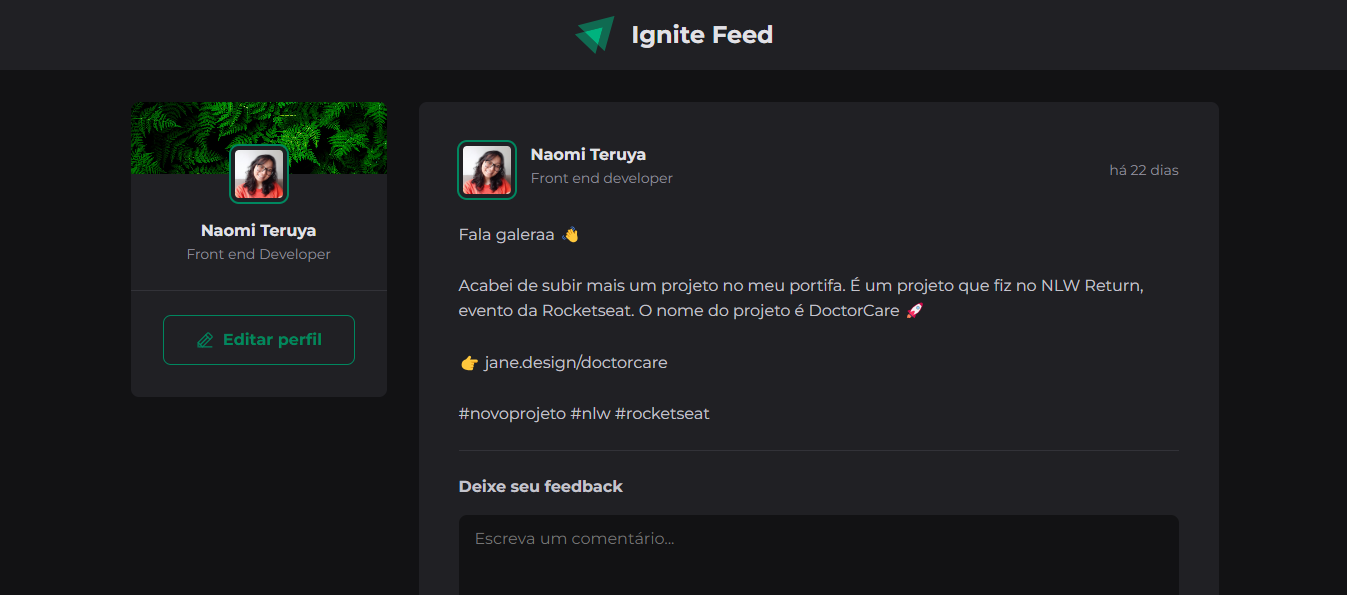 Ignite Feed
Naomi Teruya
Front end Developer
Editar perfil
Naomi Teruya
Front end developer
há 22 dias
Fala galeraa 👋
Acabei de subir mais um projeto no meu portifa. É um projeto que fiz no NLW Return,
evento da Rocketseat. O nome do projeto é DoctorCare 🚀
👉 jane.design/doctorcare
#novoprojeto #nlw #rocketseat
Deixe seu feedback
Escreva um comentário...